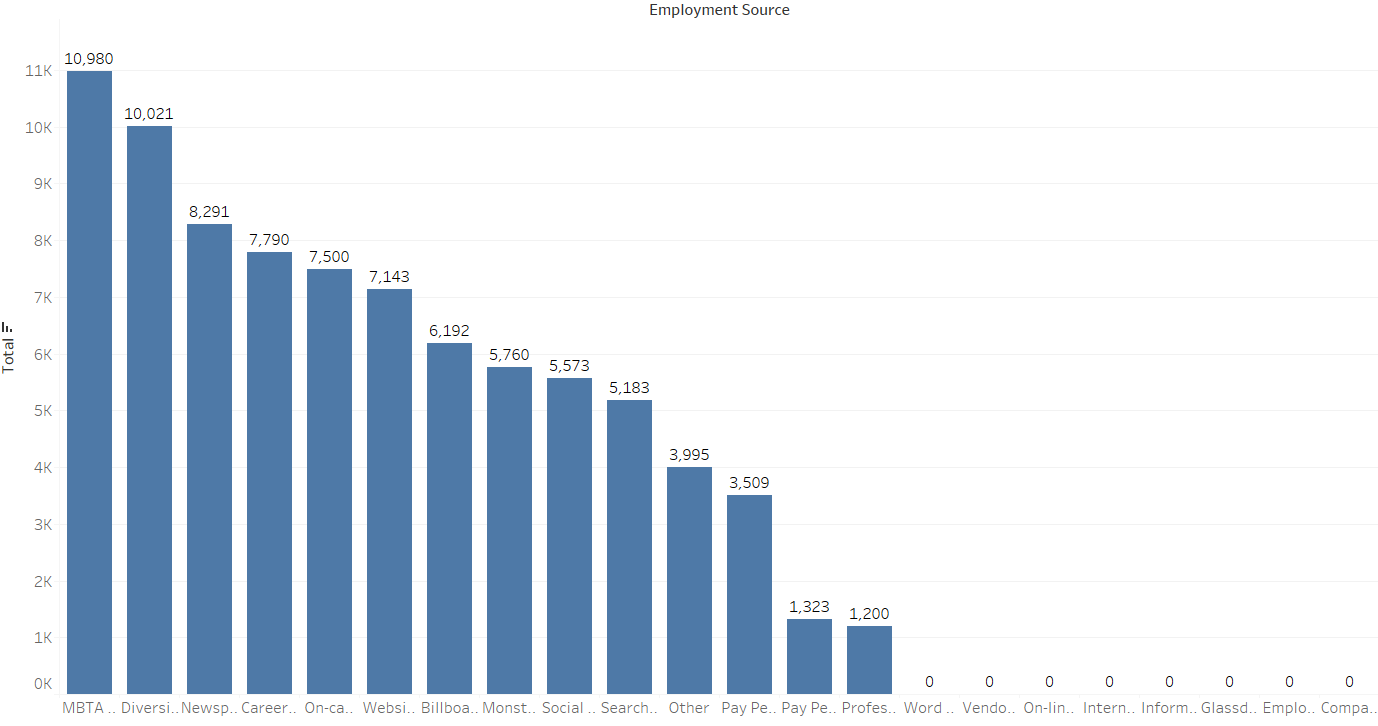 Employment Source
10,980
10,021
8,291
7,790
7,500
7,143
6,192
5,760
5,573
5,183
3,995
3,509
1,323
1,200
0 0 0 0 0 0 0 0
11K
10K
9K
8K
7K
6K
5K
4K
3K
2K
1K
0K
Total
MBTA .. Diversi.. Newsp.. Career.. On-ca.. Websi.. Billboa.. Monst.. Social .. Search.. Other Pay Pe.. Pay Pe.. Profes.. Word .. Vendo.. On-lin.. Intern.. Inform.. Glassd.. Emplo.. Compa..